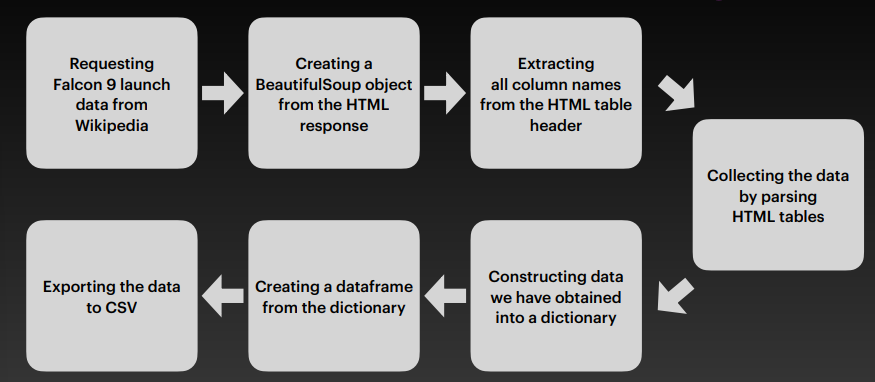 Requesting
Falcon 9 launch
data from
Wikipedia
Creating a
BeautifulSoup object
from the HTML
response
Extracting
all column names
from the HTML table
header
Collecting the data
by parsing
HTML tables
Constructing data
we have obtained
into a dictionary
Creating a dataframe
from the dictionary
Exporting the data
to CSV